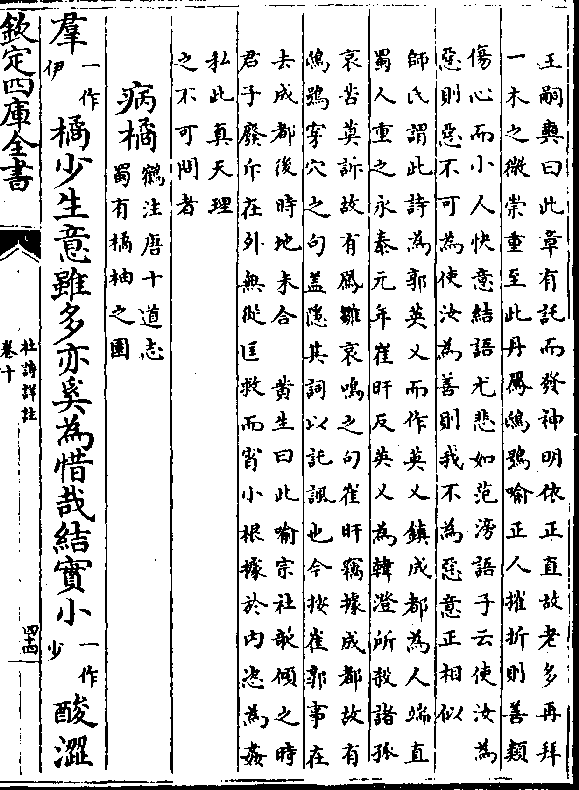 王嗣奭曰此章有託而發神明依正直故老多再拜
一木之微崇重至此丹鳳鴟鴞喻正人摧折則善類
傷心而小人快意結語尤悲如范滂語子云使汝為
惡則惡不可為使汝為善則我不為惡意正相似
師氏謂此詩為郭英乂而作英乂鎮成都為人端直
蜀人重之永泰元年崔旰反英乂為韓澄所殺諸孫
哀苦莫訴故有鳳雛哀鳴之句崔旰竊據成都故有
鴟鴞穿穴之句蓋隱其詞以託諷也今按崔郭事在
去成都後時地未合 黄生曰此喻宗社欹傾之時
君子廢斥在外無從匡救而宵小根據於内恣為姦
私此真天理
之不可問者
病橘 鶴注唐十道志
蜀有橘柚之園
羣一作伊橘少生意雖多亦奚為惜哉結實小一作少酸澀
欽定四庫全書
杜詩詳註
卷十
四十四